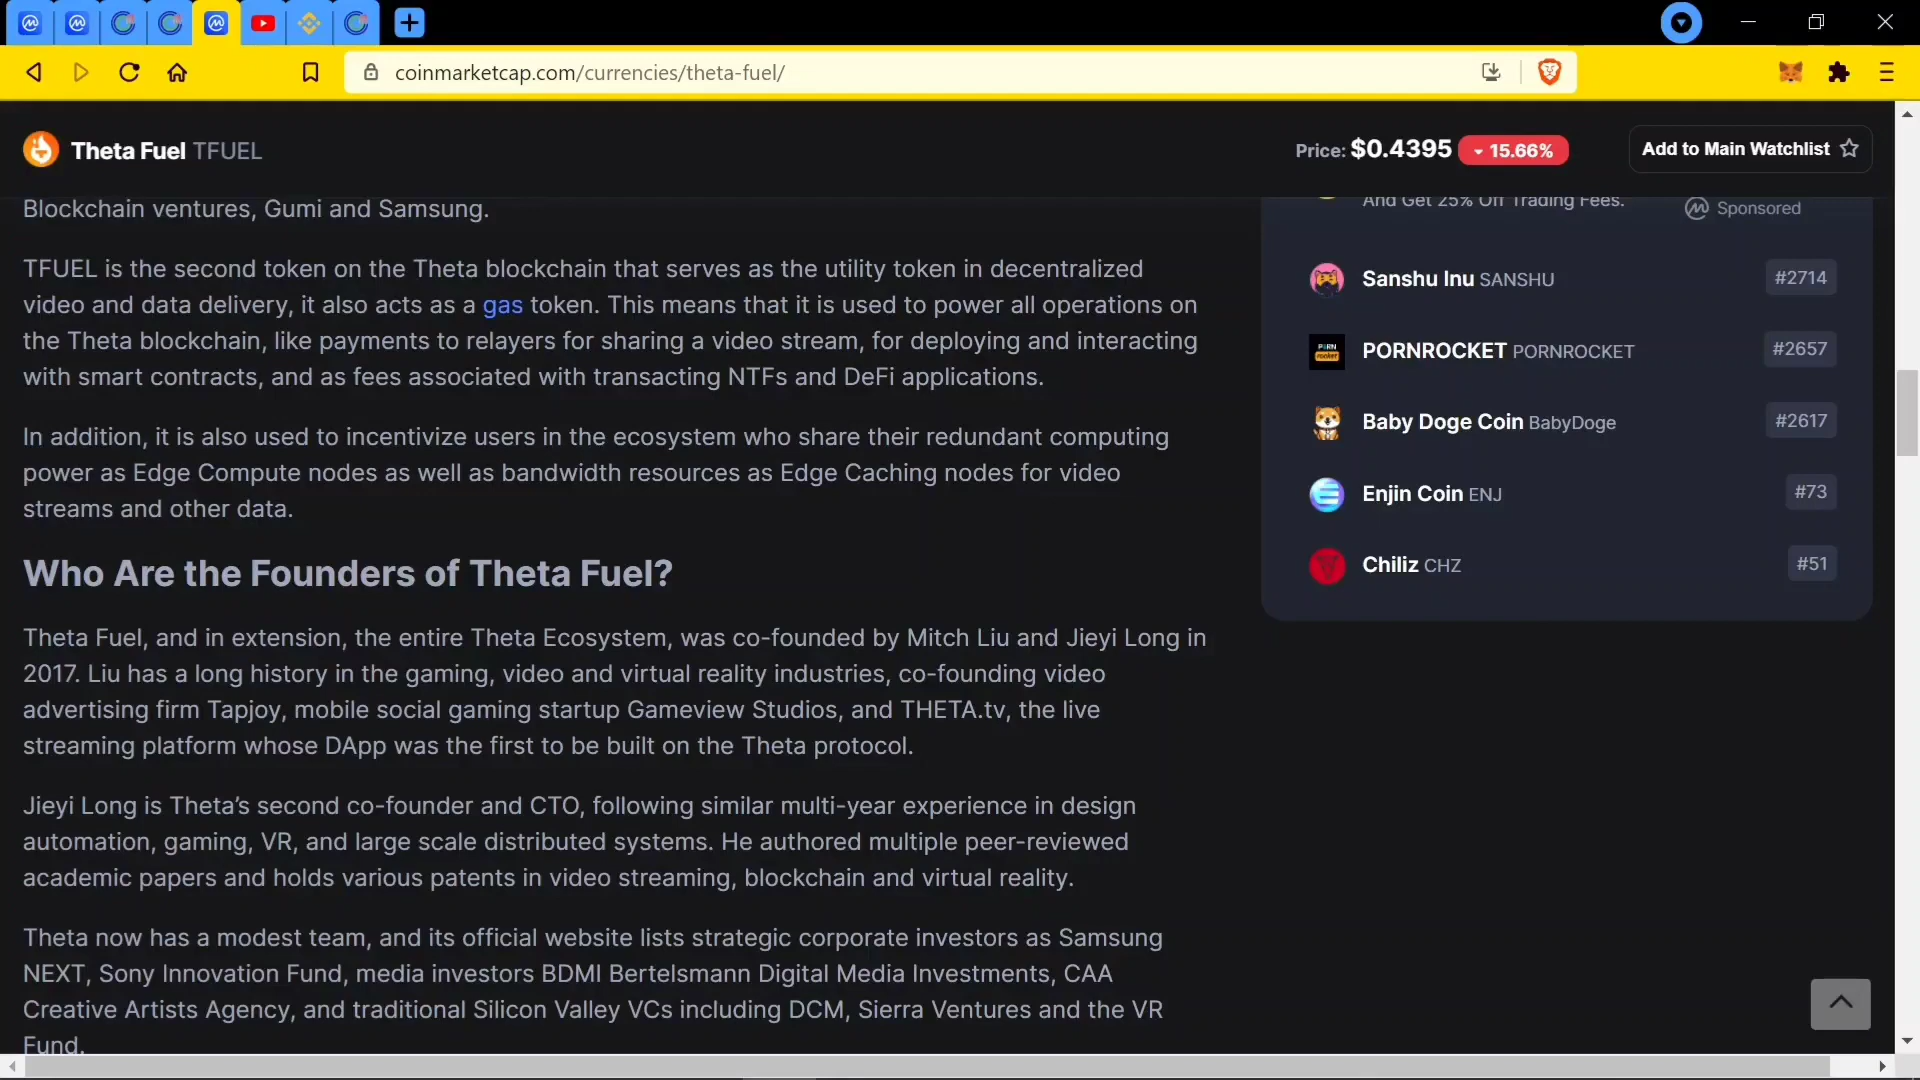 coinmarketcap.com/currencies/theta-fuel/
Theta Fuel TFUEL
Price: $0.4395 15.66%
Add to Main Watchlist
Blockchain ventures, Gumi and Samsung.
TFUEL is the second token on the Theta blockchain that serves as the utility token in decentralized
video and data delivery, it also acts as a gas token. This means that it is used to power all operations on
the Theta blockchain, like payments to relayers for sharing a video stream, for deploying and interacting
with smart contracts, and as fees associated with transacting NTFs and DeFi applications.
In addition, it is also used to incentivize users in the ecosystem who share their redundant computing
power as Edge Compute nodes as well as bandwidth resources as Edge Caching nodes for video
streams and other data.
Who Are the Founders of Theta Fuel?
Theta Fuel, and in extension, the entire Theta Ecosystem, was co-founded by Mitch Liu and Jieyi Long in
2017. Liu has a long history in the gaming, video and virtual reality industries, co-founding video
advertising firm Tapjoy, mobile social gaming startup Gameview Studios, and THETA.tv, the live
streaming platform whose DApp was the first to be built on the Theta protocol.
Jieyi Long is Theta's second co-founder and CTO, following similar multi-year experience in design
automation, gaming, VR, and large scale distributed systems. He authored multiple peer-reviewed
academic papers and holds various patents in video streaming, blockchain and virtual reality.
Theta now has a modest team, and its official website lists strategic corporate investors as Samsung
NEXT, Sony Innovation Fund, media investors BDMI Bertelsmann Digital Media Investments, CAA
Creative Artists Agency, and traditional Silicon Valley VCs including DCM, Sierra Ventures and the VR
Fund.
And Get 25% Off Trading Fees.
Sponsored
Sanshu Inu SANSHU #2714
PORN rocket
PORNROCKET PORNROCKET #2657
Baby Doge Coin BabyDoge #2617
Enjin Coin ENJ #73
Chiliz CHZ #51